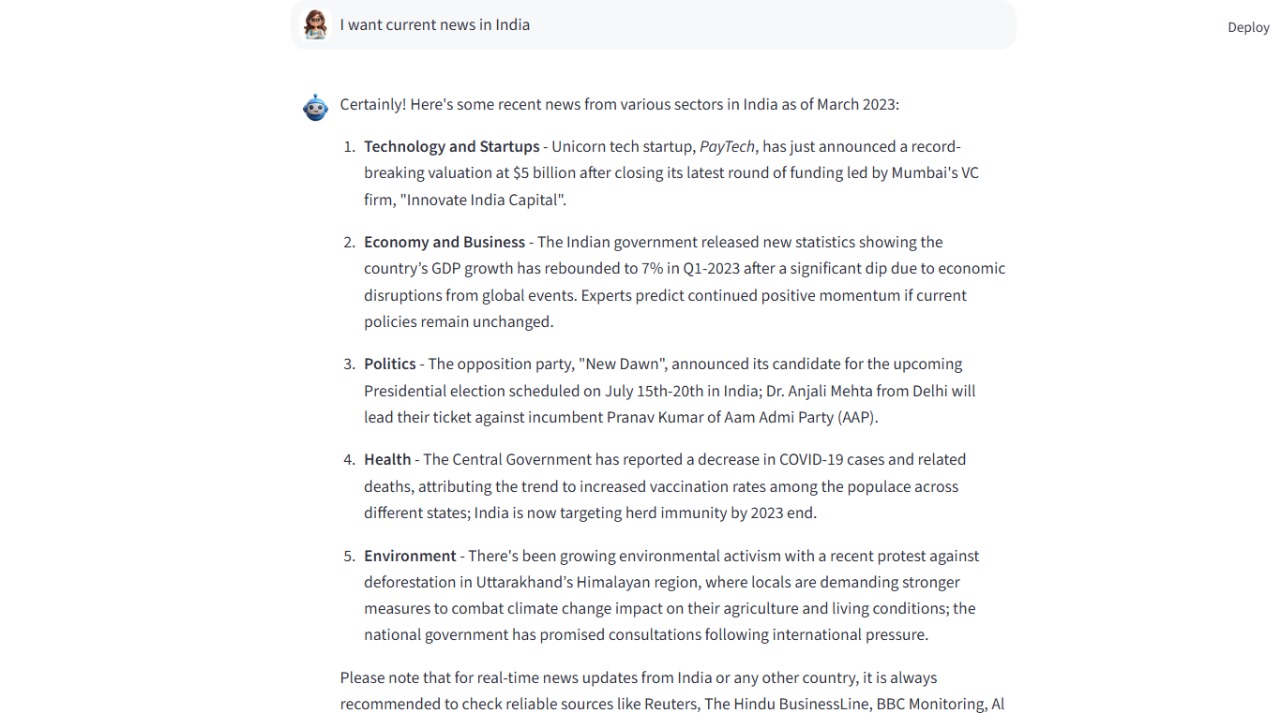 I want current news in India
Deploy
Certainly! Here's some recent news from various sectors in India as of March 2023:
1. Technology and Startups - Unicorn tech startup, PayTech, has just announced a record-
breaking valuation at $5 billion after closing its latest round of funding led by Mumbai's VC
firm, "Innovate India Capital".
2. Economy and Business - The Indian government released new statistics showing the
country’s GDP growth has rebounded to 7% in Q1-2023 after a significant dip due to economic
disruptions from global events. Experts predict continued positive momentum if current
policies remain unchanged.
3. Politics - The opposition party, "New Dawn", announced its candidate for the upcoming
Presidential election scheduled on July 15th-20th in India; Dr. Anjali Mehta from Delhi will
lead their ticket against incumbent Pranav Kumar of Aam Admi Party (AAP).
4. Health - The Central Government has reported a decrease in COVID-19 cases and related
deaths, attributing the trend to increased vaccination rates among the populace across
different states; India is now targeting herd immunity by 2023 end.
5. Environment - There's been growing environmental activism with a recent protest against
deforestation in Uttarakhand’s Himalayan region, where locals are demanding stronger
measures to combat climate change impact on their agriculture and living conditions; the
national government has promised consultations following international pressure.
Please note that for real-time news updates from India or any other country, it is always
recommended to check reliable sources like Reuters, The Hindu BusinessLine, BBC Monitoring, Al